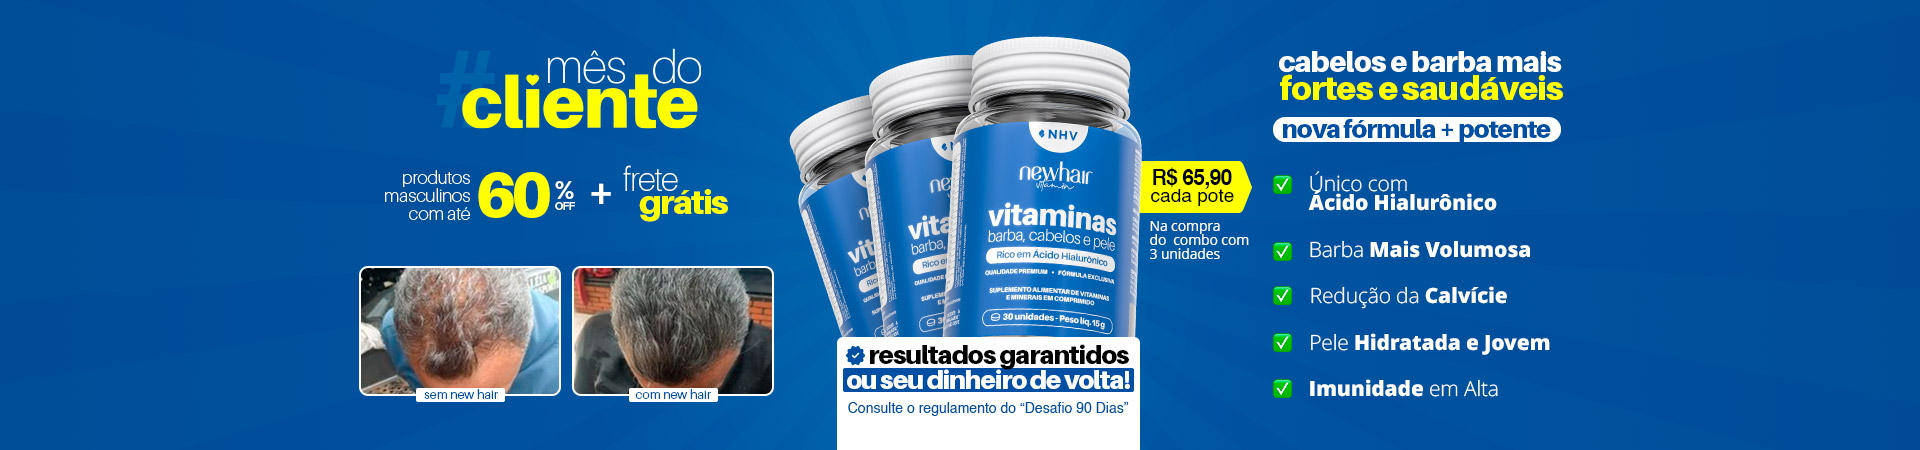 #mês do
cliente
produtos
masculinos
com até
60% OFF
+
frete
grátis
sem new hair
com new hair
NHV
newhair
vitamin
vitaminas
barba, cabelos e pele
Rico em Ácido Hialurônico
QUALIDADE PREMIUM • FÓRMULA EXCLUSIVA
SUPLEMENTO ALIMENTAR DE VITAMINAS
E MINERAIS EM COMPRIMIDO
30 unidades - Peso líq. 15g
R$ 65,90
cada pote
Na compra
do combo com
3 unidades
resultados garantidos
ou seu dinheiro de volta!
Consulte o regulamento do “Desafio 90 Dias”
cabelos e barba mais
fortes e saudáveis
nova fórmula + potente
Único com
Ácido Hialurônico
Barba Mais Volumosa
Redução da Calvície
Pele Hidratada e Jovem
Imunidade em Alta